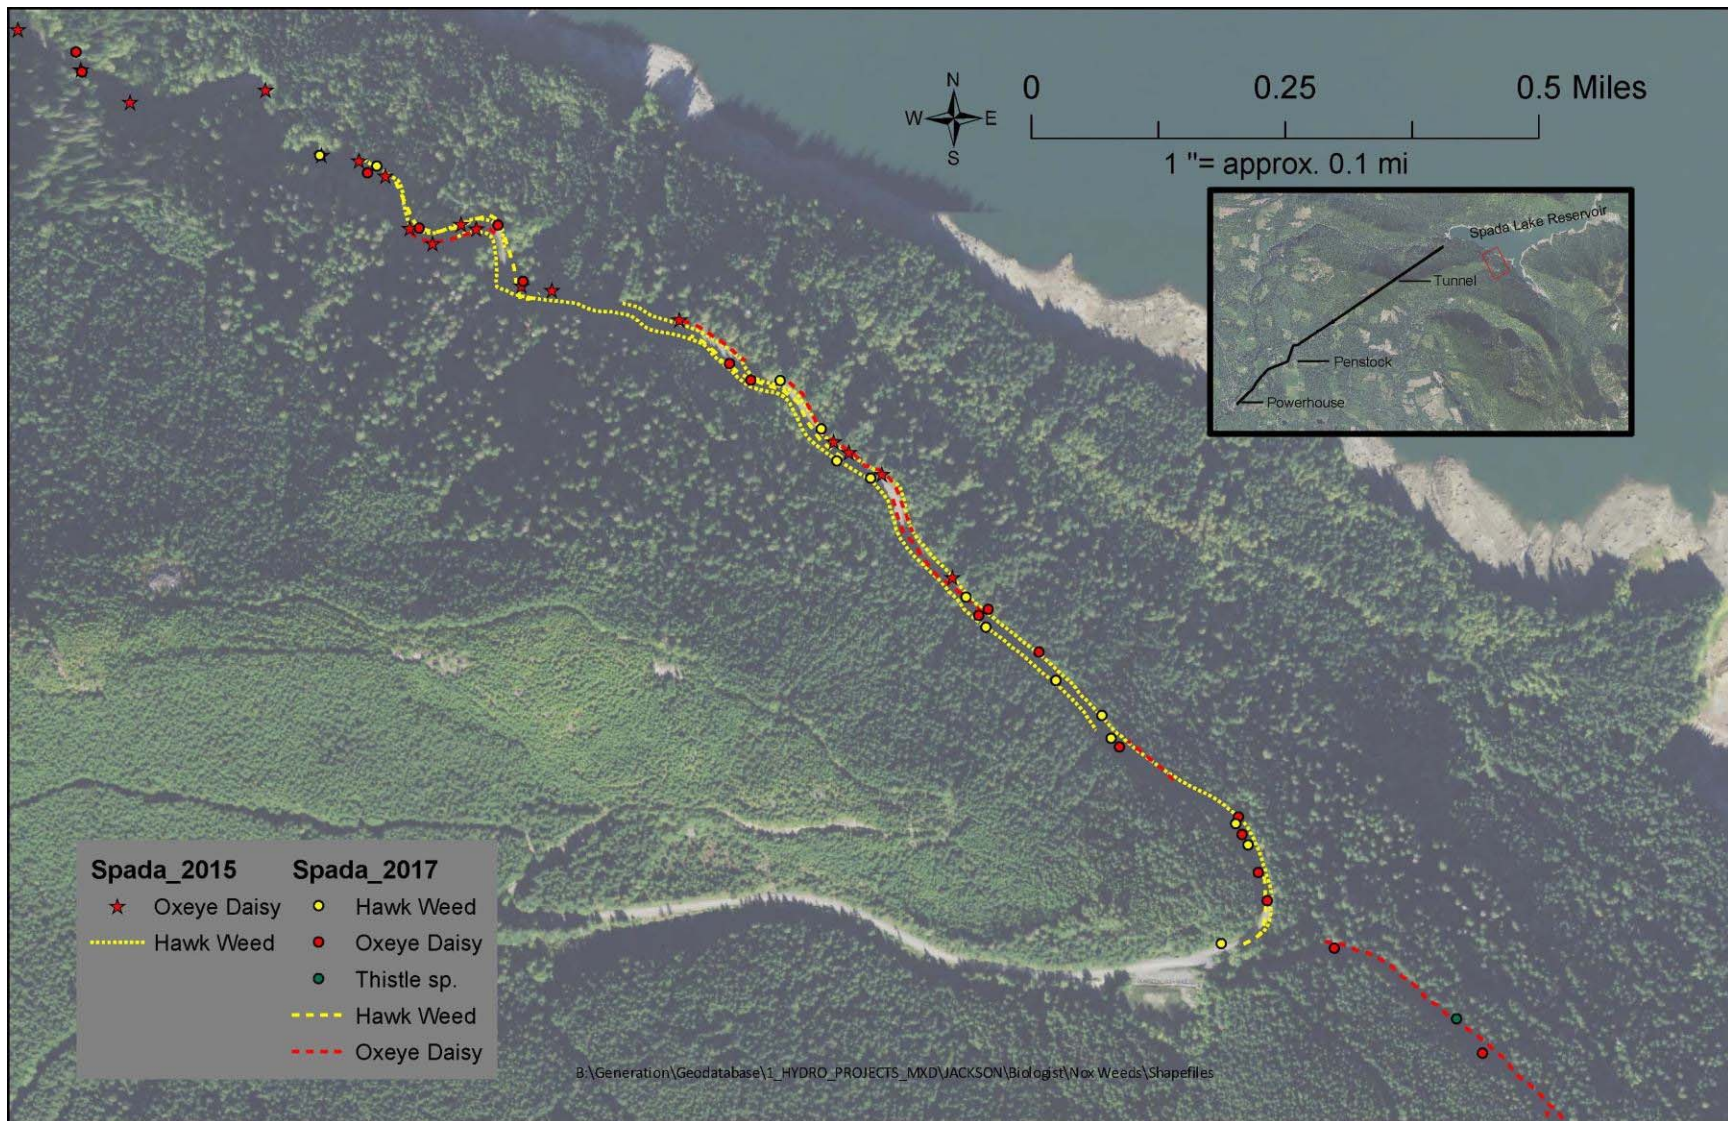 N
W E
S
0 0.25 0.5 Miles
1 "= approx. 0.1 mi
Spada Lake Reservoir
Tunnel
Penstock
Powerhouse
Spada_2015 Spada_2017
Oxeye Daisy Hawk Weed
Hawk Weed Oxeye Daisy
Thistle sp.
Hawk Weed
Oxeye Daisy
B:\Generation\Geodatabase\1_HYDRO_PROJECTS_MXD\JACKSON\Biologist\Nox Weeds\Shapefiles